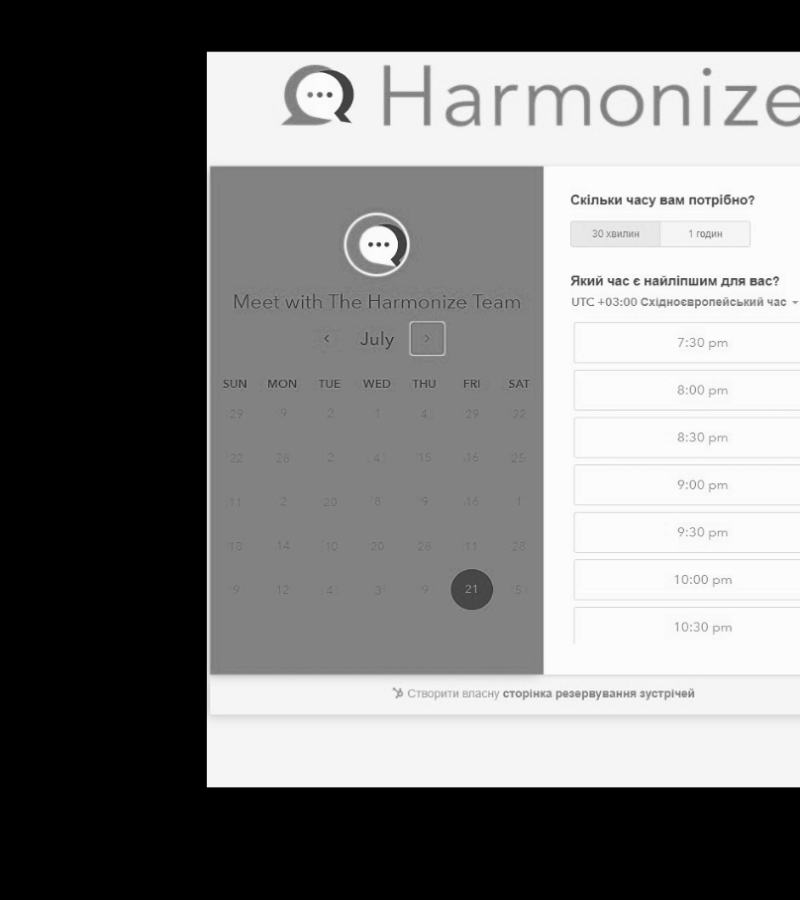 Harmonize
Meet with The Harmonize Team
‹ July ›
SUN MON TUE WED THU FRI SAT
29 9 2 1 4 29 22
22 28 2 4 15 16 25
11 2 20 8 9 16 1
18 14 10 20 28 11 28
9 12 4 3 9 21 5
Скільки часу вам потрібно?
30 хвилин 1 годин
Який час є найліпшим для вас?
UTC +03:00 Східноєвропейський час
7:30 pm
8:00 pm
8:30 pm
9:00 pm
9:30 pm
10:00 pm
10:30 pm
Створити власну сторінка резервування зустрічей